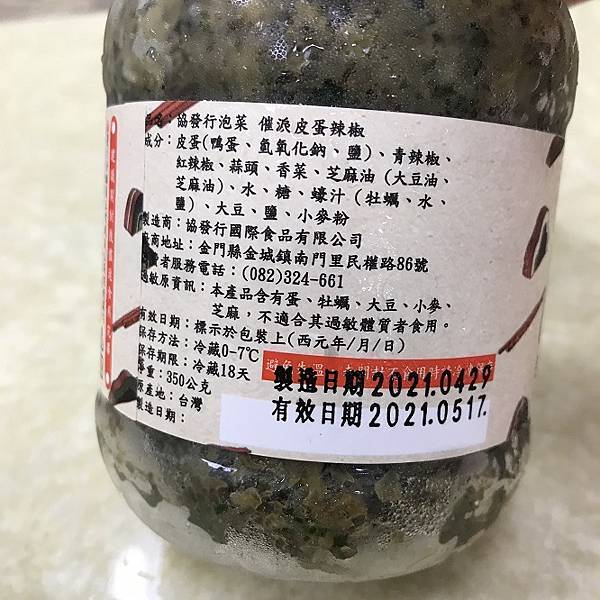 品名：協發行泡菜 催派皮蛋辣椒
成分：皮蛋(鴨蛋、氫氧化鈉、鹽)、青辣椒、
紅辣椒、蒜頭、香菜、芝麻油(大豆油、
芝麻油)、水、糖、蠔汁(牡蠣、水、
鹽)、大豆、鹽、小麥粉
製造商：協發行國際食品有限公司
廠商地址：金門縣金城鎮南門里民權路86號
消費者服務電話：(082)324-661
過敏原資訊：本產品含有蛋、牡蠣、大豆、小麥、
芝麻，不適合其過敏體質者食用。
有效日期：標示於包裝上(西元年/月/日)
保存方法：冷藏0-7℃
保存期限：冷藏18天
淨重：350公克
原產地：台灣
製造日期：
製造日期2021.0429
有效日期2021.0517.